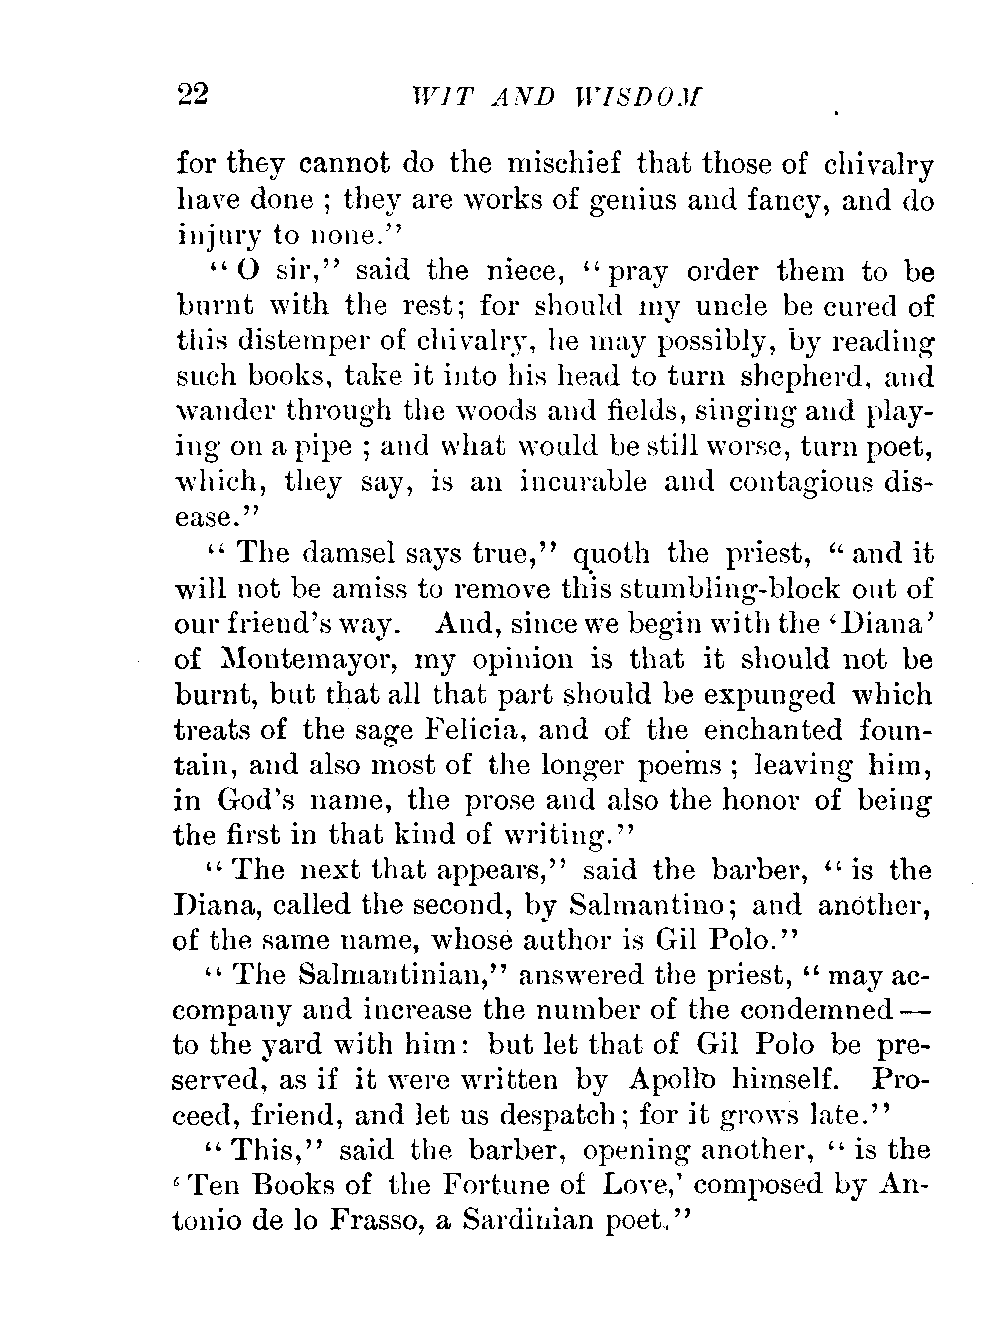 22 WIT AND WISDOM
for they cannot do the mischief that those of chivalry
have done ; they are works of genius and fancy, and do
injury to none.”
“ O sir,” said the niece, “ pray order them to be
burnt with the rest; for should my uncle be cured of
this distemper of chivalry, he may possibly, by reading
such books, take it into his head to turn shepherd, and
wander through the woods and fields, singing and play-
ing on a pipe ; and what would be still worse, turn poet,
which, they say, is an incurable and contagious dis-
ease.”
“ The damsel says true,” quoth the priest, “ and it
will not be amiss to remove this stumbling-block out of
our friend’s way. And, since we begin with the ‘Diana’
of Montemayor, my opinion is that it should not be
burnt, but that all that part should be expunged which
treats of the sage Felicia, and of the enchanted foun-
tain, and also most of the longer poems ; leaving him,
in God’s name, the prose and also the honor of being
the first in that kind of writing.”
“ The next that appears,” said the barber, “ is the
Diana, called the second, by Salmantino; and another,
of the same name, whose author is Gil Polo.”
“ The Salmantinian,” answered the priest, “ may ac-
company and increase the number of the condemned —
to the yard with him: but let that of Gil Polo be pre-
served, as if it were written by Apollo himself. Pro-
ceed, friend, and let us despatch; for it grows late.”
“ This,” said the barber, opening another, “ is the
‘ Ten Books of the Fortune of Love,’ composed by An-
tonio de lo Frasso, a Sardinian poet.”